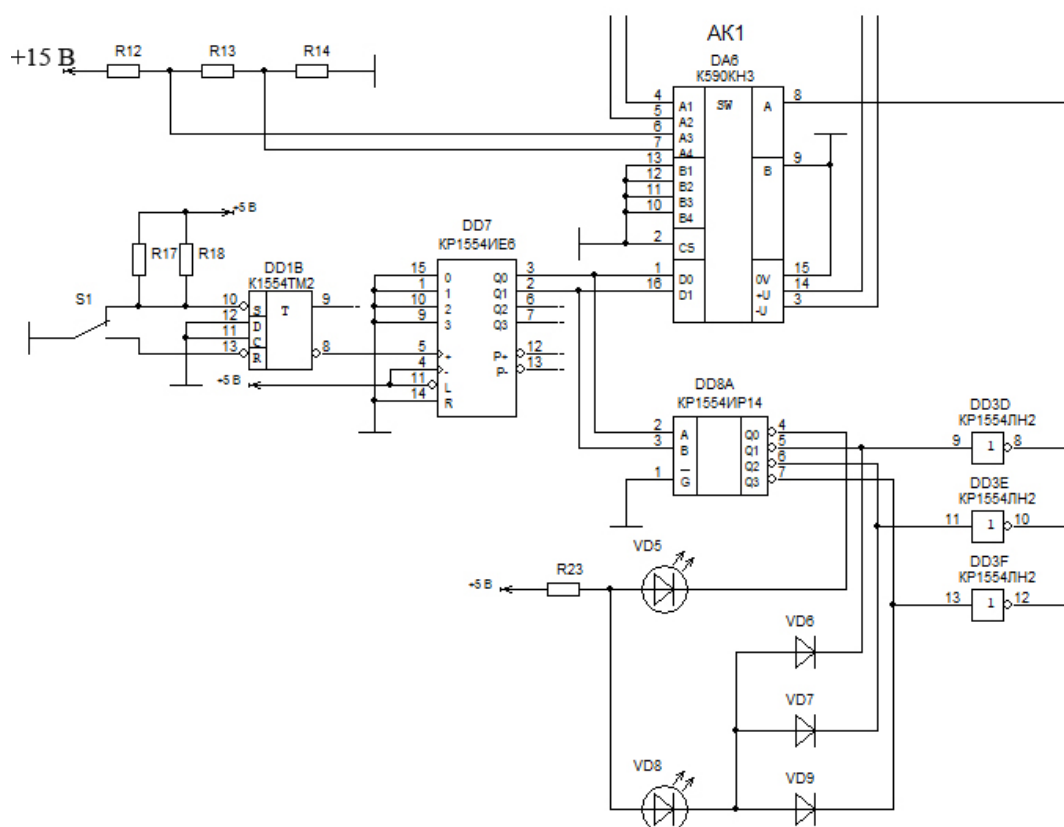 АК1
+15 В
R12
R13
R14
DA6
К590КН3
4 A1 SW A 8
5 A2
6 A3
7 A4
13 B1 B 9
12 B2
11 B3
10 B4
2 CS
1 D0 0V 15
16 D1 +U 14
-U 3
+5 В
R17
R18
S1
DD1B
К1554ТМ2
10 S T 9
12 D
11 C
13 R 8
+5 В
DD7
КР1554ИЕ6
15 0 Q0 3
1 1 Q1 2
10 2 Q2 6
9 3 Q3 7
5 + P+ 12
4 - P- 13
11 L
14 R
DD8A
КР1554ИР14
2 A Q0 4
3 B Q1 5
Q2 6
1 G Q3 7
DD3D
КР1554ЛН2
9 1 8
DD3E
КР1554ЛН2
11 1 10
DD3F
КР1554ЛН2
13 1 12
+5 В
R23
VD5
VD6
VD7
VD8
VD9